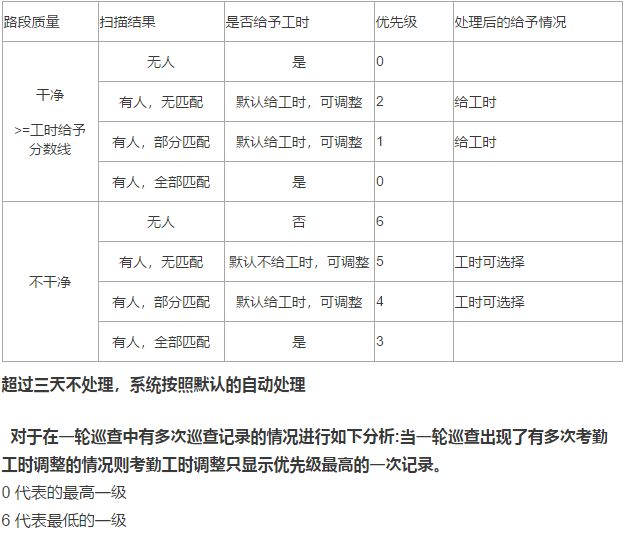 路段质量 扫描结果 是否给予工时 优先级 处理后的给予情况
干净
>=工时给予
分数线
无人 是 0
有人，无匹配 默认给工时，可调整 2 给工时
有人，部分匹配 默认给工时，可调整 1 给工时
有人，全部匹配 是 0
不干净
无人 否 6
有人，无匹配 默认不给工时，可调整 5 工时可选择
有人，部分匹配 默认给工时，可调整 4 工时可选择
有人，全部匹配 是 3
超过三天不处理，系统按照默认的自动处理
对于在一轮巡查中有多次巡查记录的情况进行如下分析:当一轮巡查出现了有多次考勤
工时调整的情况则考勤工时调整只显示优先级最高的一次记录。
0 代表的最高一级
6 代表最低的一级